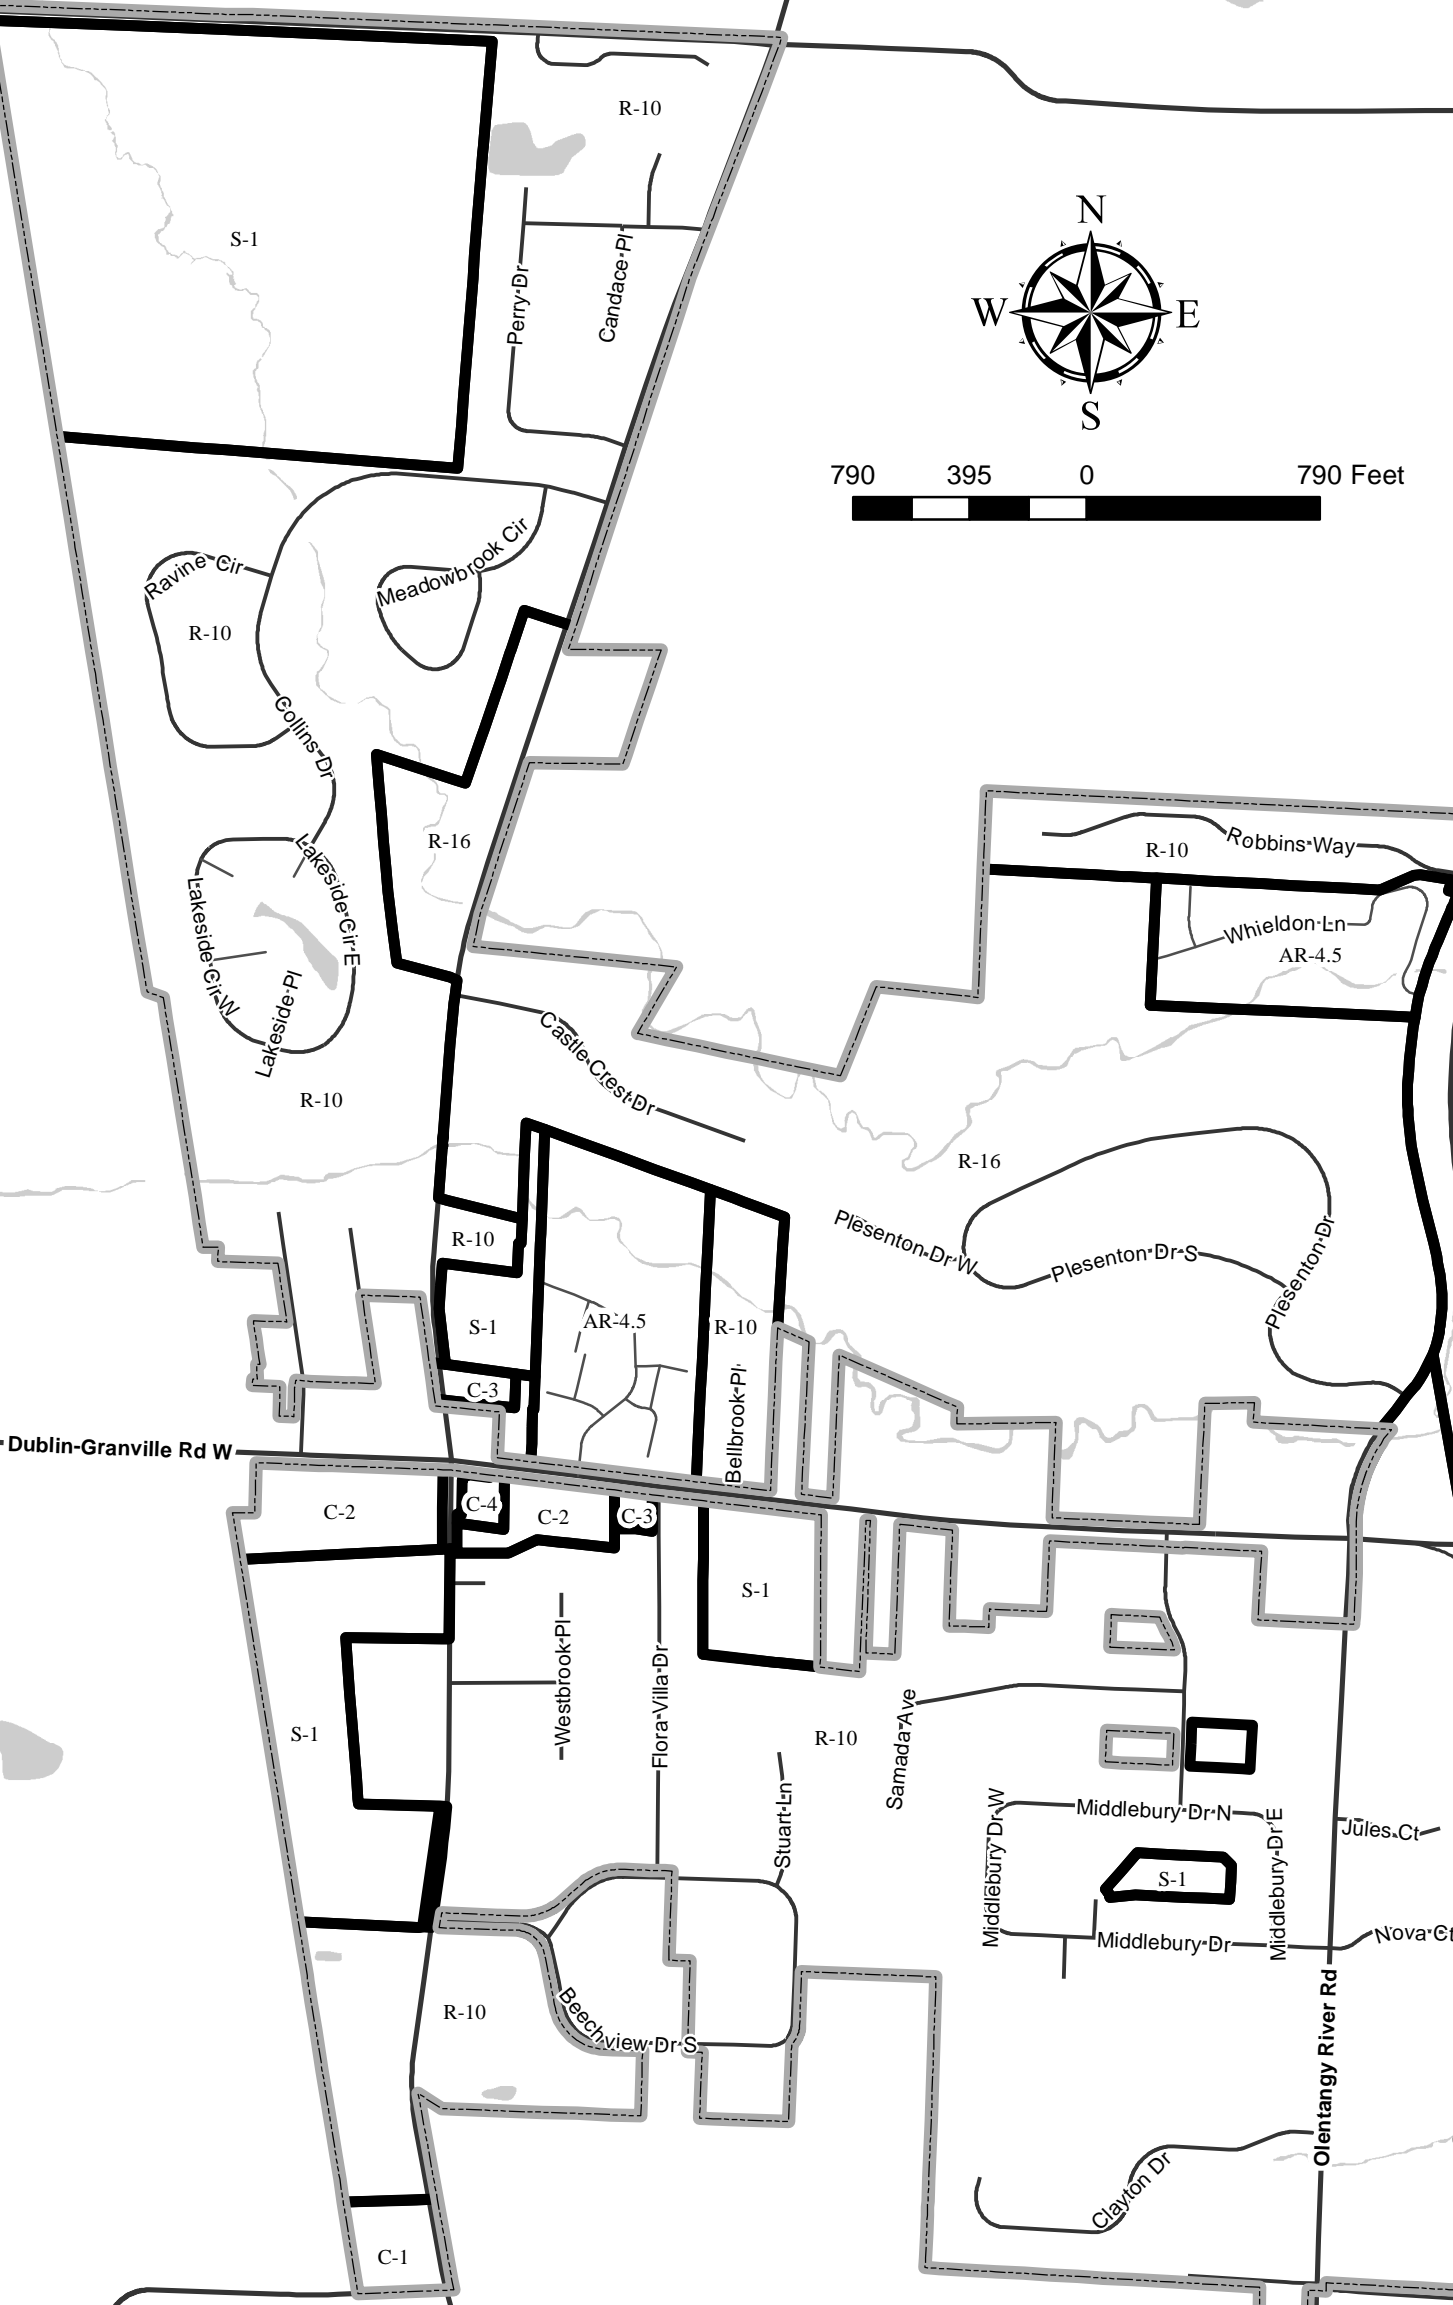 R-10
N
S-1
Perry Dr
Candace Pl
W
E
S
790 395 0 790 Feet
Meadowbrook Cir
Ravine Cir
R-10
Collins Dr
R-16
Robbins Way
R-10
Lakeside Cir E
Lakeside Cir W
Lakeside Pl
Whieldon Ln
AR-4.5
Castle Crest Dr
R-10
R-16
Plesenton Dr W
Plesenton Dr S
Plesenton Dr
R-10
S-1
AR-4.5
R-10
C-3
Bellbrook Pl
Dublin-Granville Rd W
C-2
C-4
C-2
C-3
S-1
Westbrook Pl
Flora Villa Dr
S-1
R-10
Samada Ave
Stuart Ln
Middlebury Dr W
Middlebury Dr N
Middlebury Dr E
Jules Ct
S-1
Middlebury Dr
Nova Ct
R-10
Beechview Dr S
Olentangy River Rd
Clayton Dr
C-1